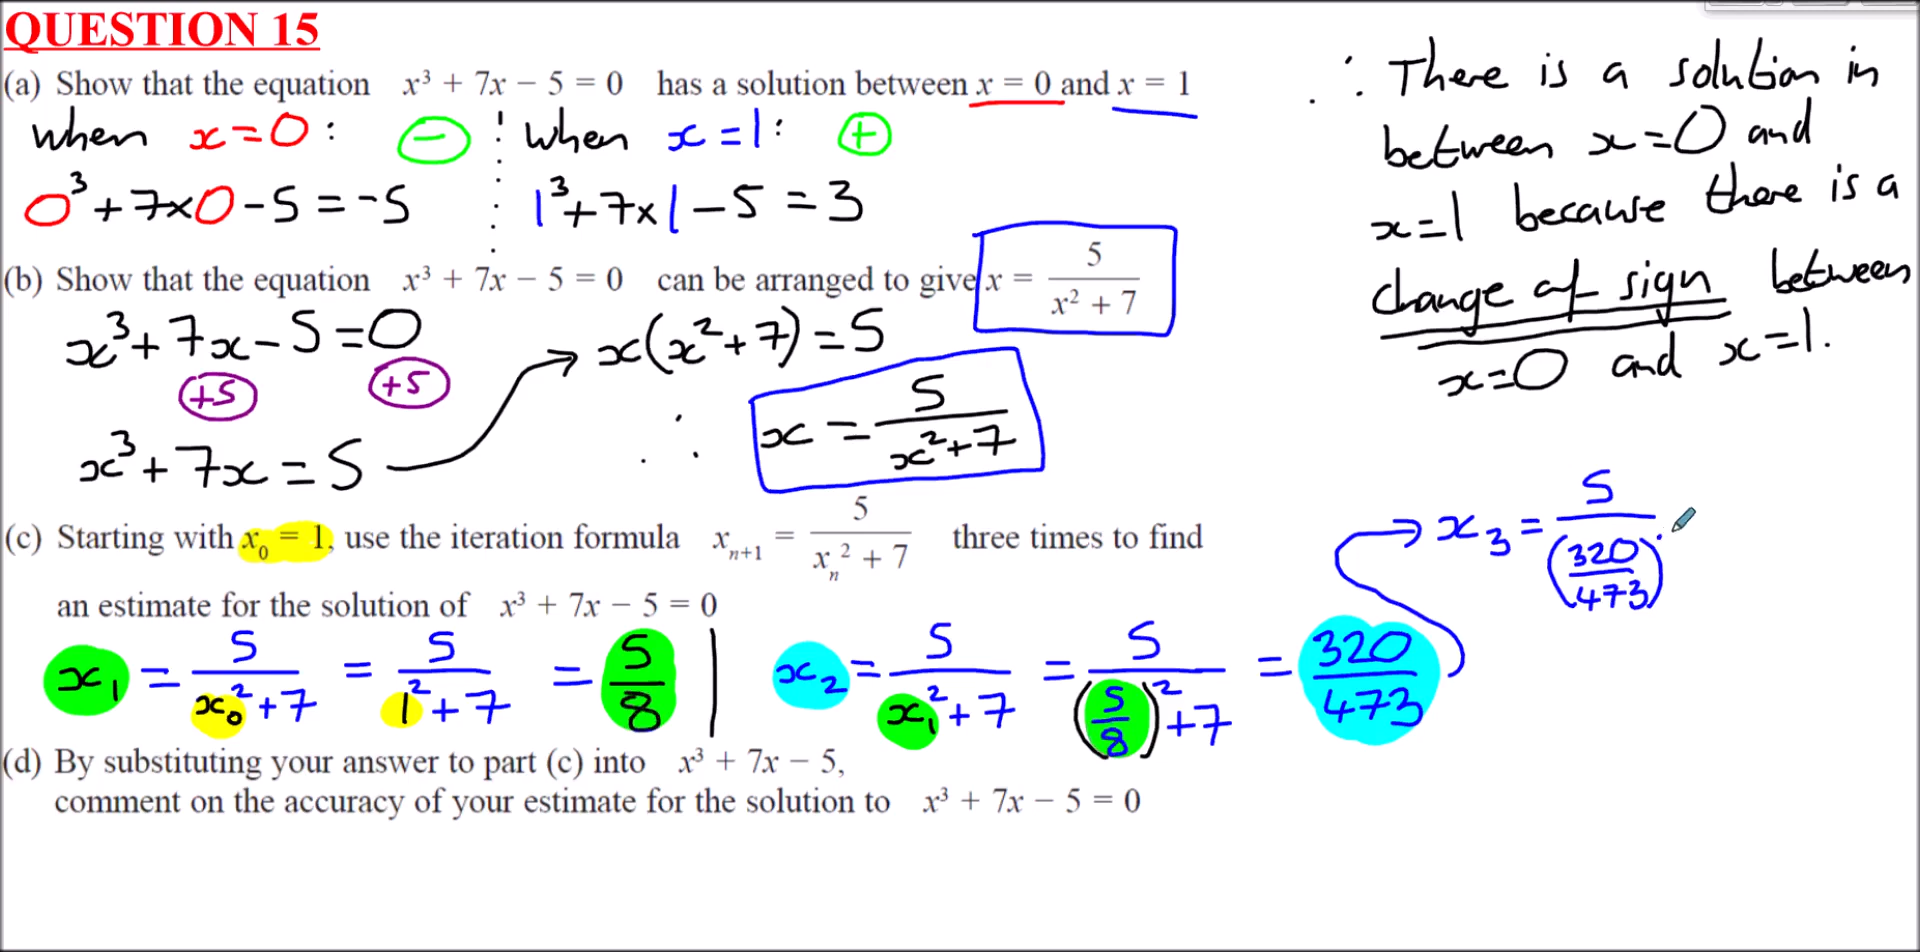 QUESTION 15
(a) Show that the equation x³ + 7x − 5 = 0 has a solution between x = 0 and x = 1
when x = 0 : − when x = 1 : +
0³ + 7×0 − 5 = −5 1³ + 7×1 − 5 = 3
∴ There is a solution in
between x=0 and
x=1 because there is a
change of sign between
x=0 and x=1.
(b) Show that the equation x³ + 7x − 5 = 0 can be arranged to give x = 5/(x² + 7)
x³ + 7x − 5 = 0
+5 +5
x³ + 7x = 5
→ x(x² + 7) = 5
∴ x = 5/(x² + 7)
(c) Starting with x₀ = 1, use the iteration formula xₙ₊₁ = 5/(xₙ² + 7) three times to find
an estimate for the solution of x³ + 7x − 5 = 0
x₁ = 5/(x₀² + 7) = 5/(1² + 7) = 5/8
x₂ = 5/(x₁² + 7) = 5/((5/8)² + 7) = 320/473
→ x₃ = 5/(320/473)
(d) By substituting your answer to part (c) into x³ + 7x − 5,
comment on the accuracy of your estimate for the solution to x³ + 7x − 5 = 0